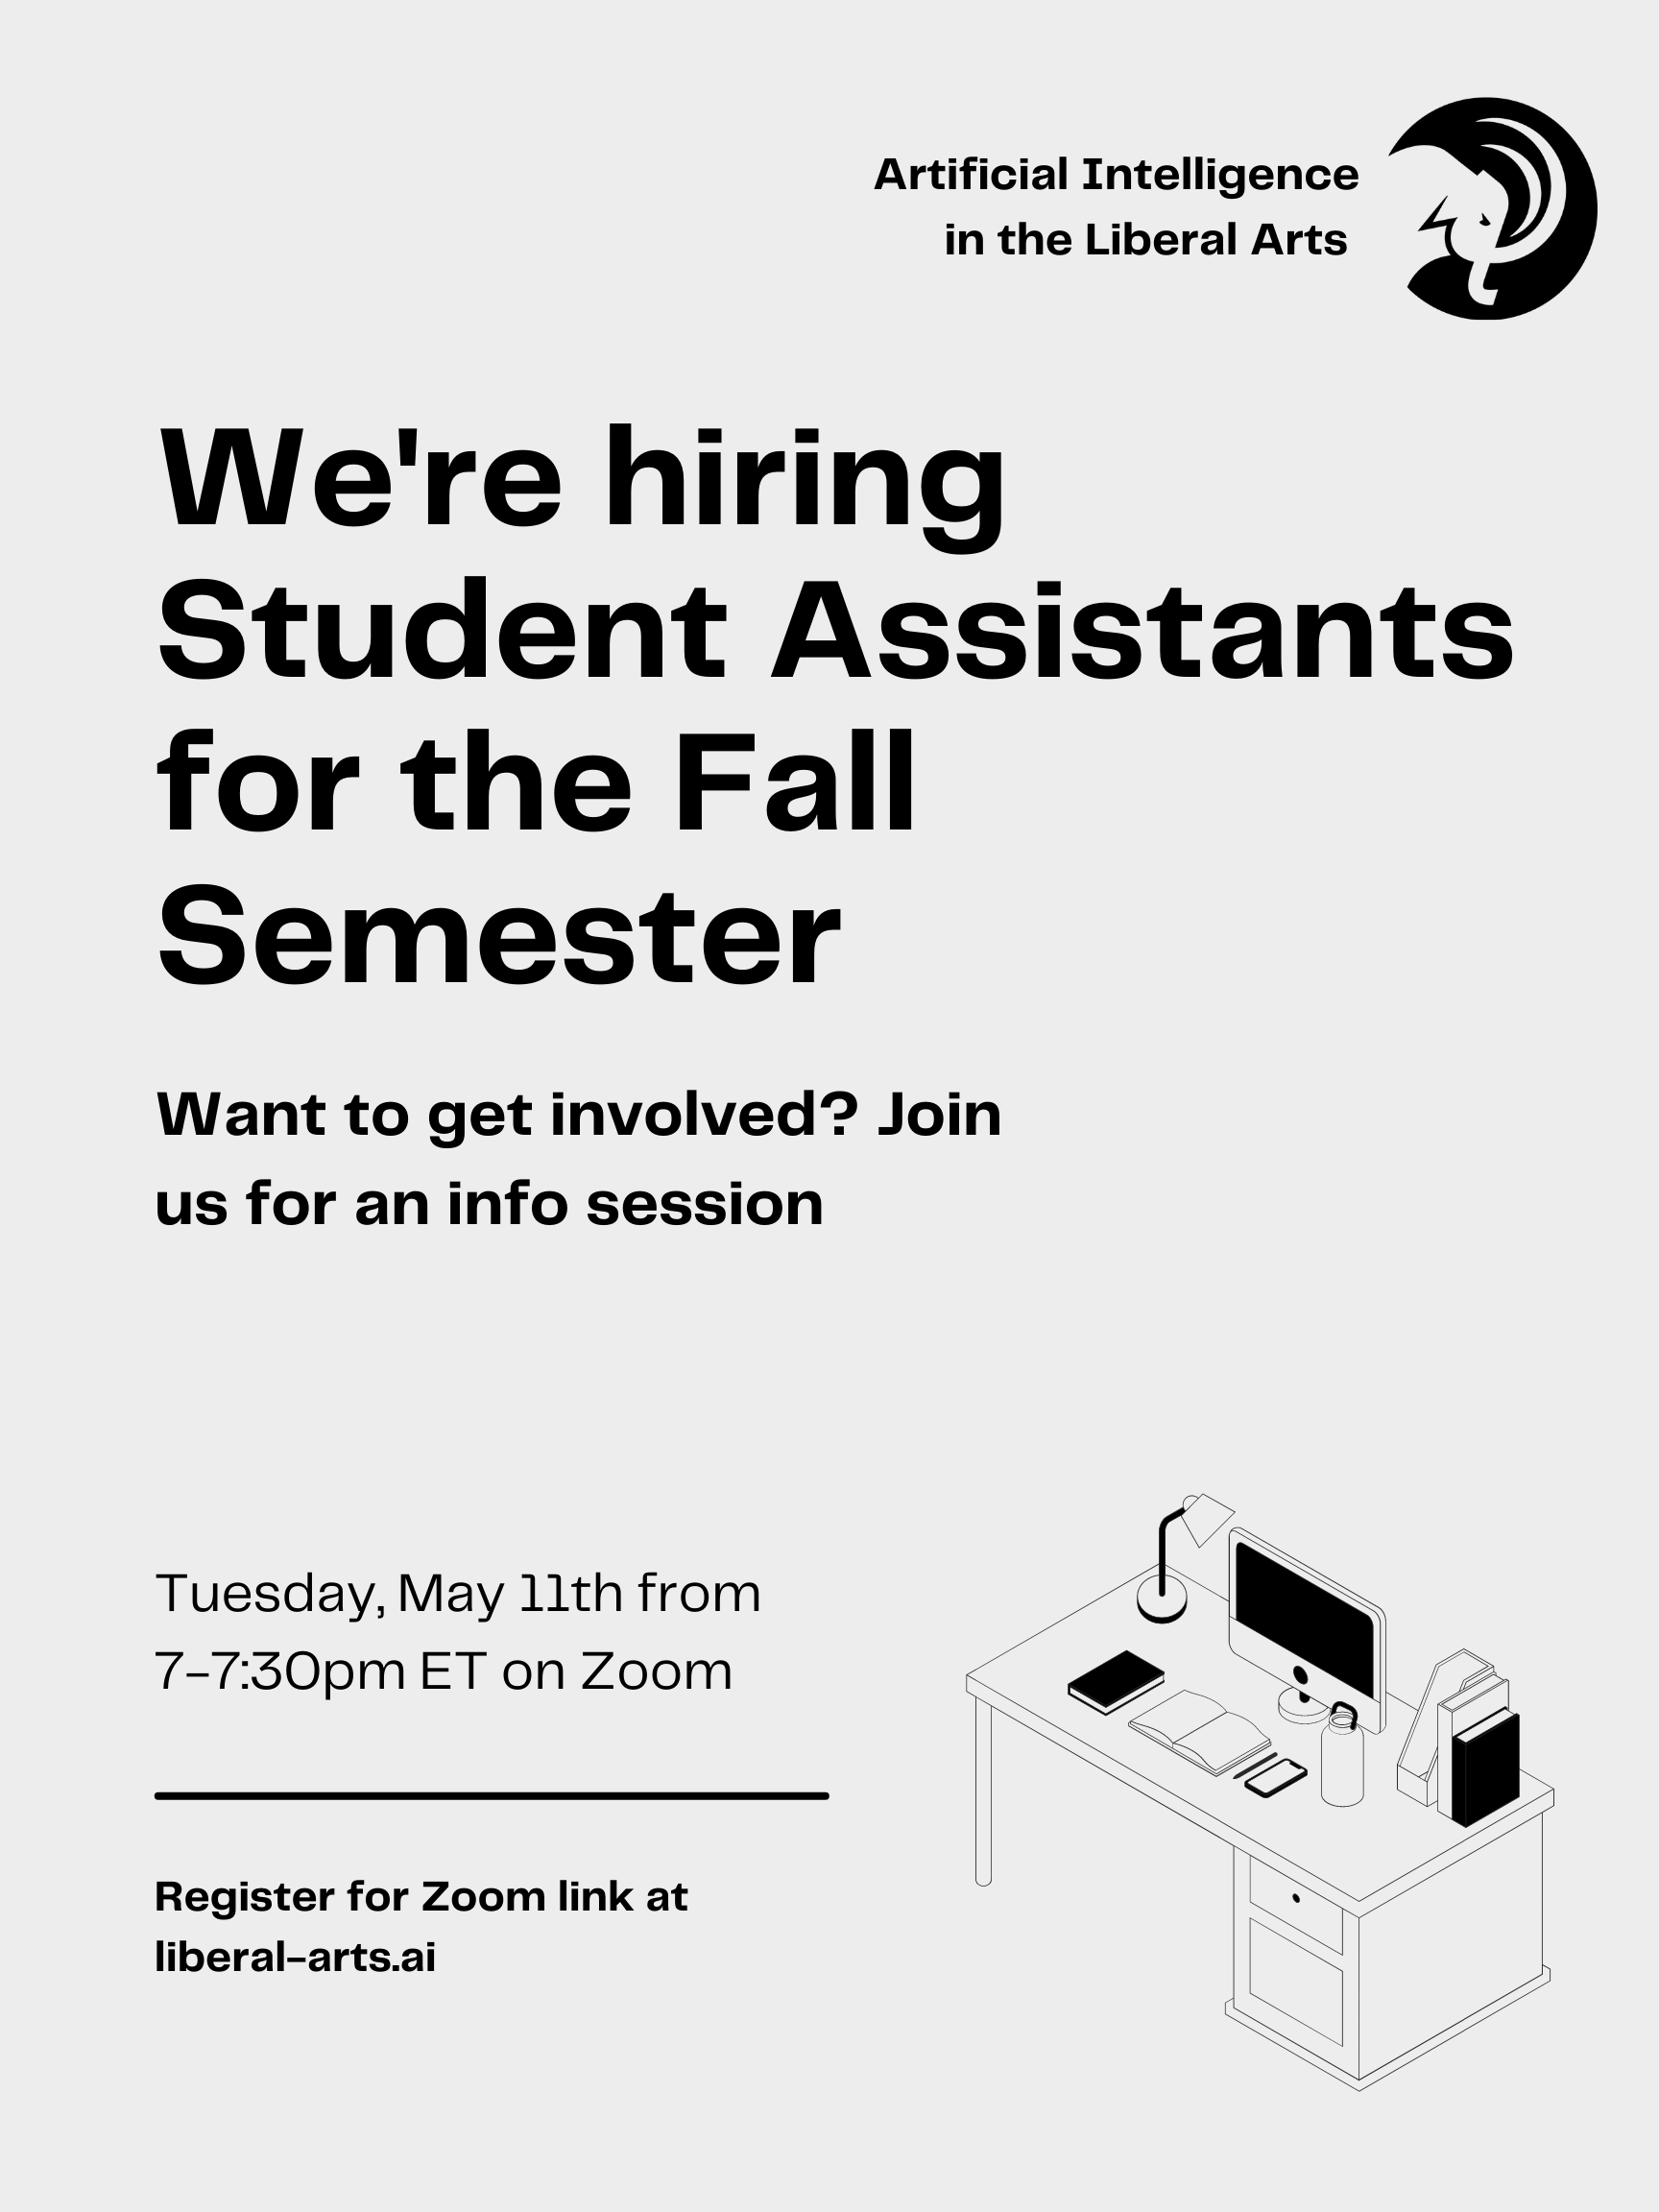 Artificial Intelligence
in the Liberal Arts
We're hiring
Student Assistants
for the Fall
Semester
Want to get involved? Join
us for an info session
Tuesday, May 11th from
7-7:30pm ET on Zoom
Register for Zoom link at
liberal-arts.ai